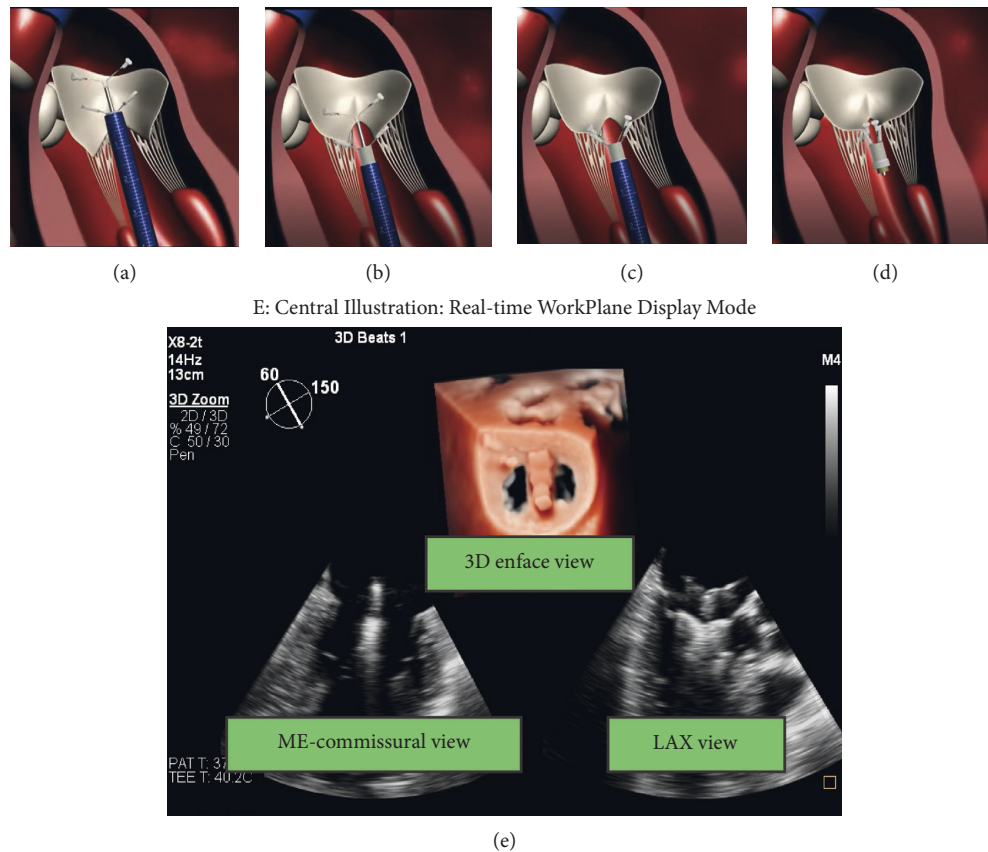 (a)
(b)
(c)
(d)
E: Central Illustration: Real-time WorkPlane Display Mode
X8-2t
14Hz
13cm
3D Beats 1
M4
60
150
3D Zoom
2D / 3D
% 49 / 72
C 50 / 30
Pen
3D enface view
ME-commissural view
LAX view
PAT T: 37
TEE T: 40.2C
(e)